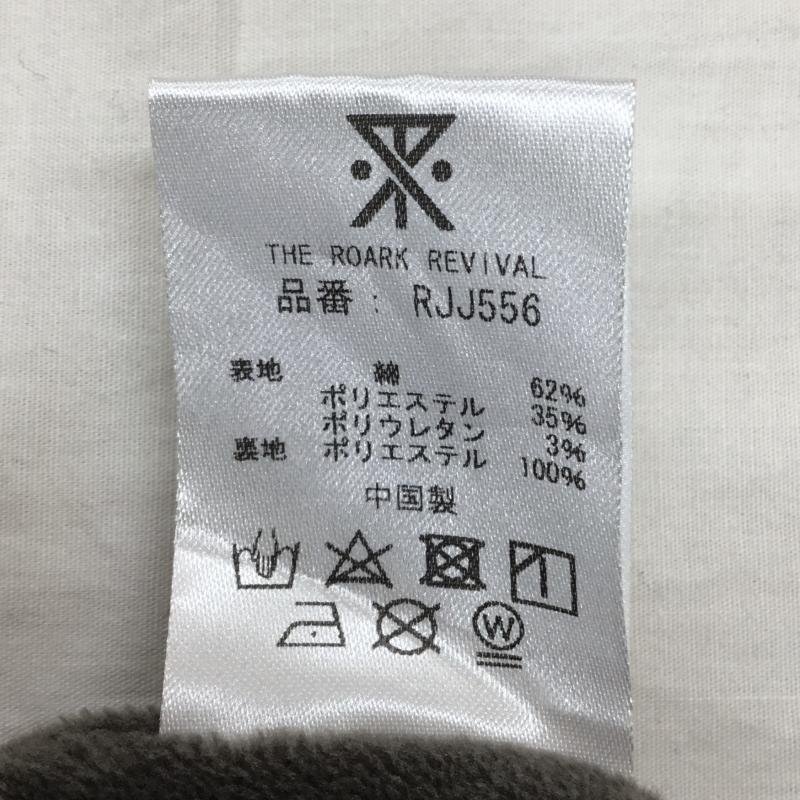 THE ROARK REVIVAL
品番: RJJ556
表地 綿 62%
ポリエステル 35%
ポリウレタン 3%
裏地 ポリエステル 100%
中国製
W